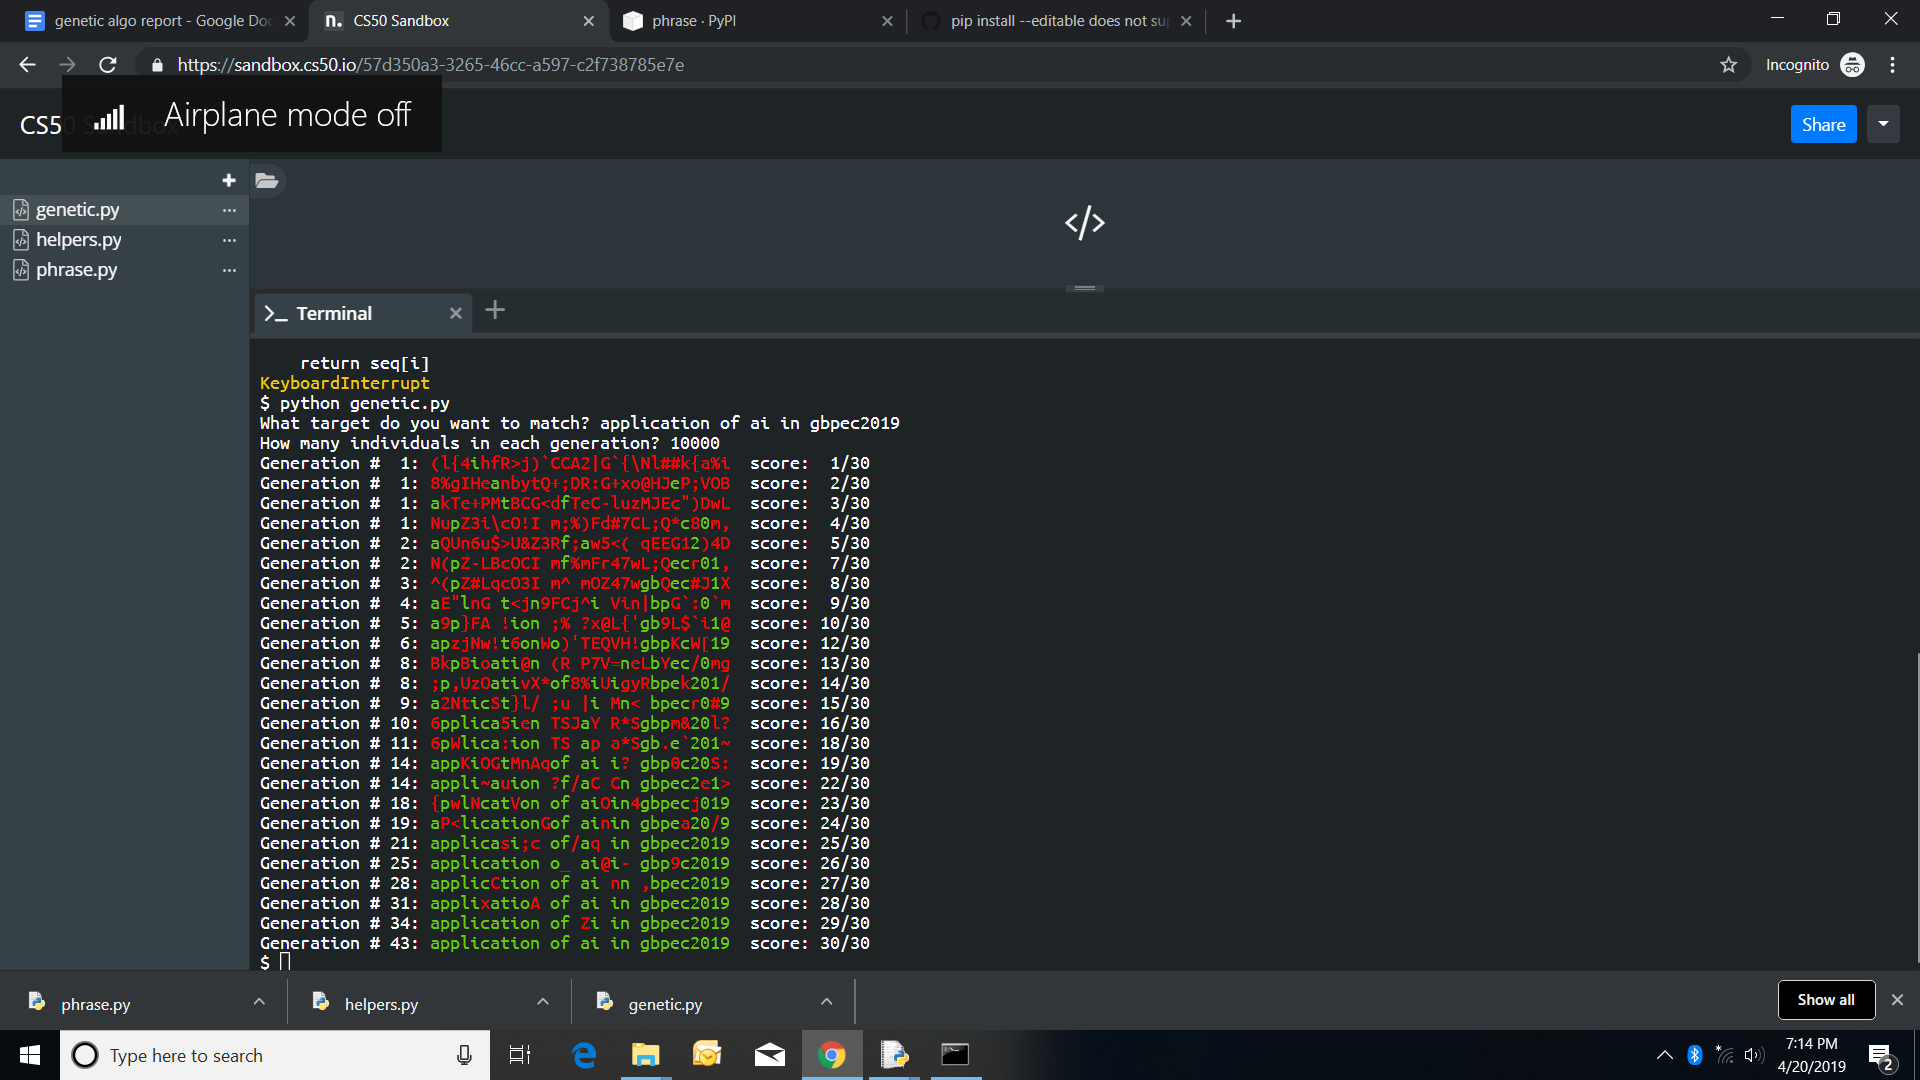 genetic algo report - Google Doc
CS50 Sandbox
phrase · PyPI
pip install --editable does not sup
https://sandbox.cs50.io/57d350a3-3265-46cc-a597-c2f738785e7e
Incognito
CS50 Sandbox
Airplane mode off
Share
genetic.py
helpers.py
phrase.py
Terminal
return seq[i]
KeyboardInterrupt
$ python genetic.py
What target do you want to match? application of ai in gbpec2019
How many individuals in each generation? 10000
Generation #  1: (l{4ihfR>j)`CCA2|G`{\Nl##k{a%i  score:  1/30
Generation #  1: 8%gIHeanbytQ+;DR:G+xo@HJeP;VOB  score:  2/30
Generation #  1: akTe+PMtBCG<dfTeC-luzMJEc")DwL  score:  3/30
Generation #  1: NupZ3i\cO!I m;%)Fd#7CL;Q*c80m,  score:  4/30
Generation #  2: aQUn6u$>U&Z3Rf;aw5<( qEEG12)4D  score:  5/30
Generation #  2: N(pZ-LBcOCI mf%mFr47wL;Qecr01,  score:  7/30
Generation #  3: ^(pZ#LqcO3I m^ mOZ47wgbQec#J1X  score:  8/30
Generation #  4: aE"lnG t<jn9FCj^i Vin|bpG`:0`m  score:  9/30
Generation #  5: a9p}FA !ion ;% ?x@L{'gb9L$`i1@  score: 10/30
Generation #  6: apzjNw!t6onWo)'TEQVH!gbpKcW[19  score: 12/30
Generation #  8: BkpBioati@n (R P7V=neLbYec/0mg  score: 13/30
Generation #  8: ;p,UzOativX*of8%iUigyRbpek201/  score: 14/30
Generation #  9: a2NticSt}l/ ;u |i Mn< bpecr0#9  score: 15/30
Generation # 10: 6pplica5ien TSJaY R*Sgbpm&20l?  score: 16/30
Generation # 11: 6pWlica:ion TS ap a*Sgb.e`201~  score: 18/30
Generation # 14: appKiOGtMnAqof ai i? gbp0c20S:  score: 19/30
Generation # 14: appli~auion ?f/aC Cn gbpec2e1>  score: 22/30
Generation # 18: {pwlNcatVon of aiOin4gbpecj019  score: 23/30
Generation # 19: aP<licationGof ainin gbpea20/9  score: 24/30
Generation # 21: applicasi;c of/aq in gbpec2019  score: 25/30
Generation # 25: application o_ ai@i- gbp9c2019  score: 26/30
Generation # 28: applicCtion of ai nn ,bpec2019  score: 27/30
Generation # 31: applixatioA of ai in gbpec2019  score: 28/30
Generation # 34: application of Zi in gbpec2019  score: 29/30
Generation # 43: application of ai in gbpec2019  score: 30/30
$
phrase.py
helpers.py
genetic.py
Show all
Type here to search
7:14 PM
4/20/2019
2